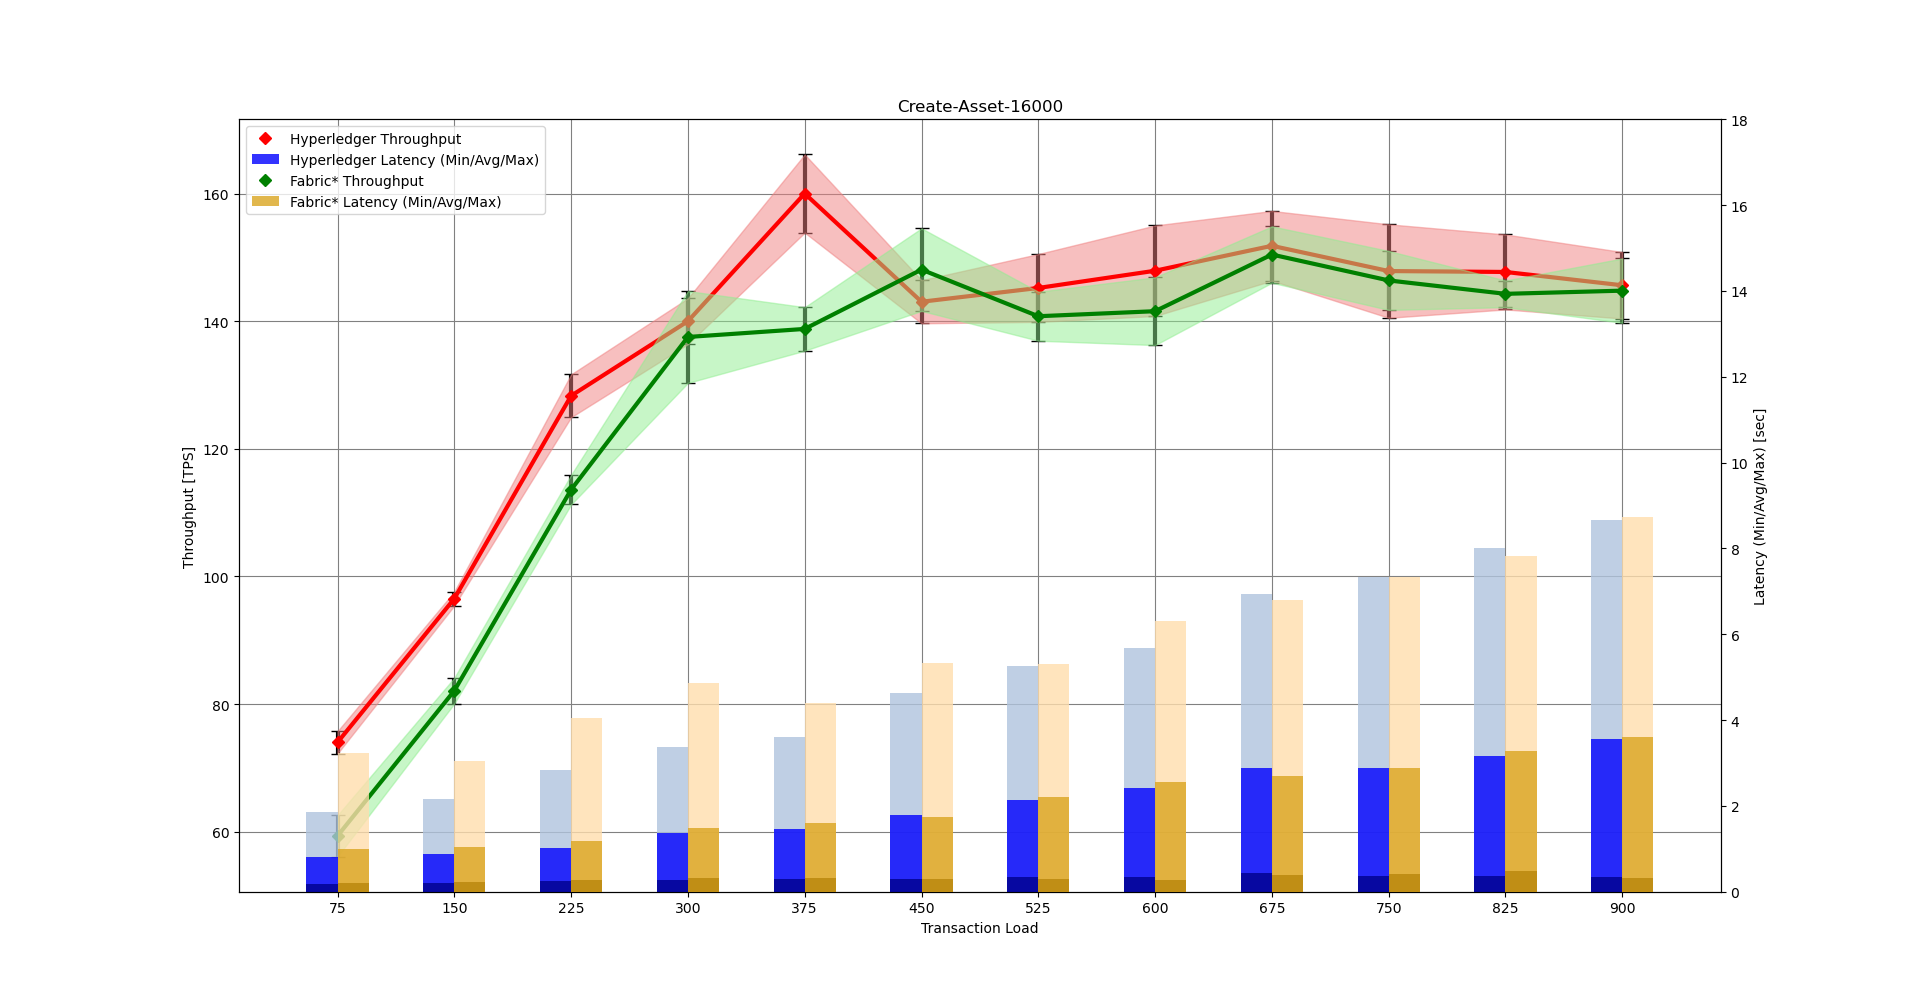 Create-Asset-16000
Hyperledger Throughput
Hyperledger Latency (Min/Avg/Max)
Fabric* Throughput
Fabric* Latency (Min/Avg/Max)
Throughput [TPS]
160
140
120
100
80
60
18
16
14
12
10
8
6
4
2
0
Latency (Min/Avg/Max) [sec]
75 150 225 300 375 450 525 600 675 750 825 900
Transaction Load